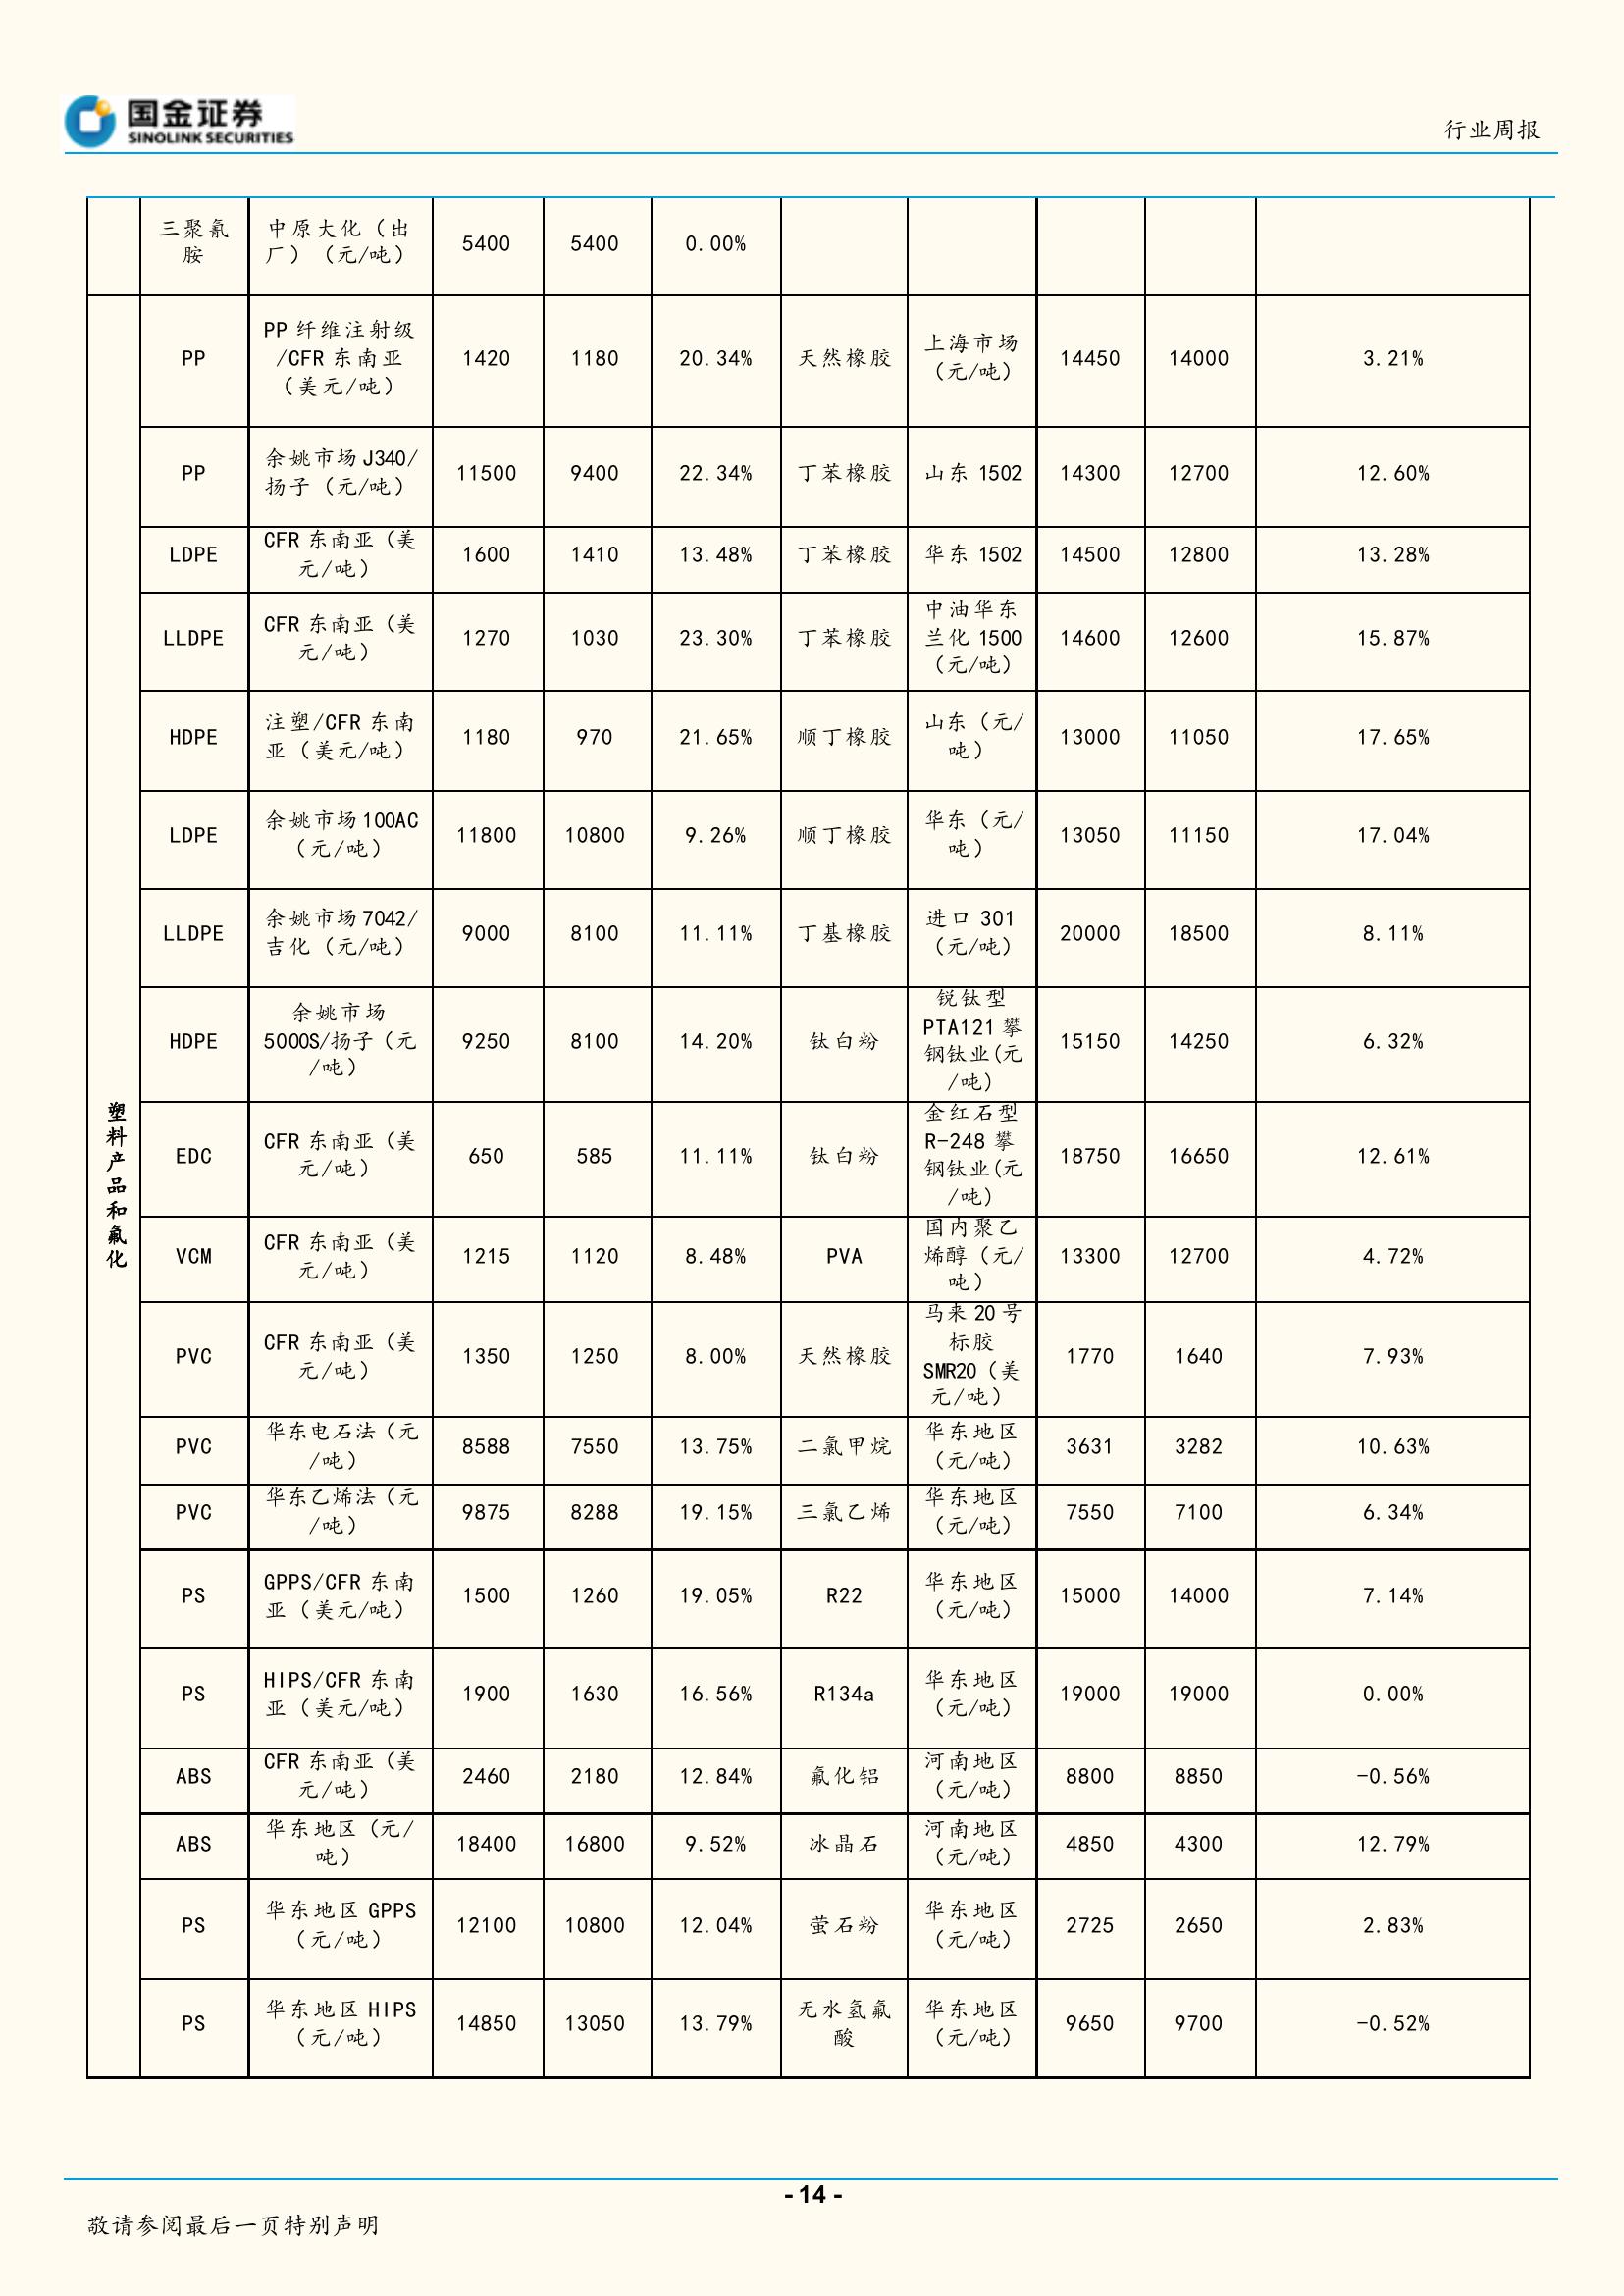 国金证券
SINOLINK SECURITIES
行业周报
三聚氰
胺
中原大化（出
厂）（元/吨）
5400
5400
0.00%
塑料产品和氟化
PP
PP 纤维注射级
/CFR 东南亚
（美元/吨）
1420
1180
20.34%
天然橡胶
上海市场
（元/吨）
14450
14000
3.21%
PP
余姚市场 J340/
扬子（元/吨）
11500
9400
22.34%
丁苯橡胶
山东 1502
14300
12700
12.60%
LDPE
CFR 东南亚（美
元/吨）
1600
1410
13.48%
丁苯橡胶
华东 1502
14500
12800
13.28%
LLDPE
CFR 东南亚（美
元/吨）
1270
1030
23.30%
丁苯橡胶
中油华东
兰化 1500
（元/吨）
14600
12600
15.87%
HDPE
注塑/CFR 东南
亚（美元/吨）
1180
970
21.65%
顺丁橡胶
山东（元/
吨）
13000
11050
17.65%
LDPE
余姚市场 100AC
（元/吨）
11800
10800
9.26%
顺丁橡胶
华东（元/
吨）
13050
11150
17.04%
LLDPE
余姚市场 7042/
吉化（元/吨）
9000
8100
11.11%
丁基橡胶
进口 301
（元/吨）
20000
18500
8.11%
HDPE
余姚市场
5000S/扬子（元
/吨）
9250
8100
14.20%
钛白粉
锐钛型
PTA121 攀
钢钛业(元
/吨)
15150
14250
6.32%
EDC
CFR 东南亚（美
元/吨）
650
585
11.11%
钛白粉
金红石型
R-248 攀
钢钛业(元
/吨)
18750
16650
12.61%
VCM
CFR 东南亚（美
元/吨）
1215
1120
8.48%
PVA
国内聚乙
烯醇（元/
吨）
13300
12700
4.72%
PVC
CFR 东南亚（美
元/吨）
1350
1250
8.00%
天然橡胶
马来 20 号
标胶
SMR20（美
元/吨）
1770
1640
7.93%
PVC
华东电石法（元
/吨）
8588
7550
13.75%
二氯甲烷
华东地区
（元/吨）
3631
3282
10.63%
PVC
华东乙烯法（元
/吨）
9875
8288
19.15%
三氯乙烯
华东地区
（元/吨）
7550
7100
6.34%
PS
GPPS/CFR 东南
亚（美元/吨）
1500
1260
19.05%
R22
华东地区
（元/吨）
15000
14000
7.14%
PS
HIPS/CFR 东南
亚（美元/吨）
1900
1630
16.56%
R134a
华东地区
（元/吨）
19000
19000
0.00%
ABS
CFR 东南亚（美
元/吨）
2460
2180
12.84%
氟化铝
河南地区
（元/吨）
8800
8850
-0.56%
ABS
华东地区（元/
吨）
18400
16800
9.52%
冰晶石
河南地区
（元/吨）
4850
4300
12.79%
PS
华东地区 GPPS
（元/吨）
12100
10800
12.04%
萤石粉
华东地区
（元/吨）
2725
2650
2.83%
PS
华东地区 HIPS
（元/吨）
14850
13050
13.79%
无水氢氟
酸
华东地区
（元/吨）
9650
9700
-0.52%
- 14 -
敬请参阅最后一页特别声明